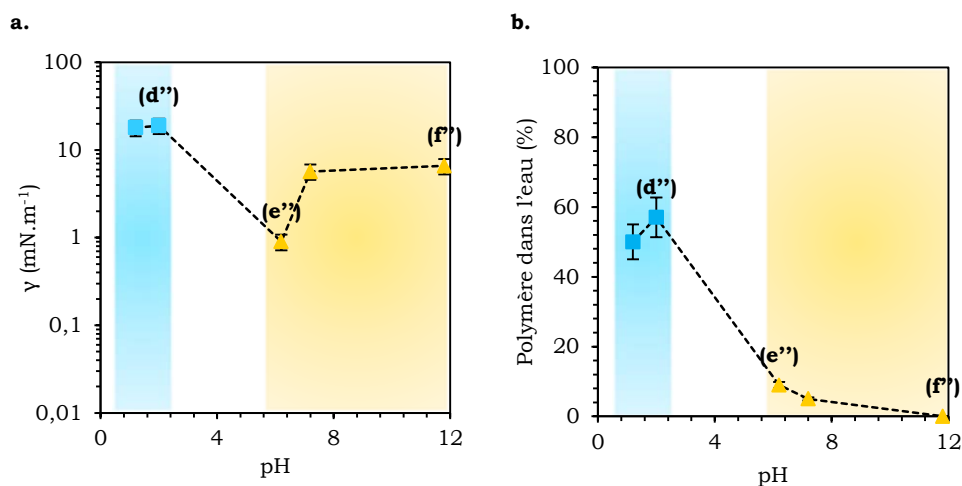 a.
100
10
1
0,1
0,01
γ (mN.m⁻¹)
(d’’)
(e’’)
(f’’)
0
4
8
12
pH
b.
100
80
60
40
20
0
Polymère dans l’eau (%)
(d’’)
(e’’)
(f’’)
0
4
8
12
pH